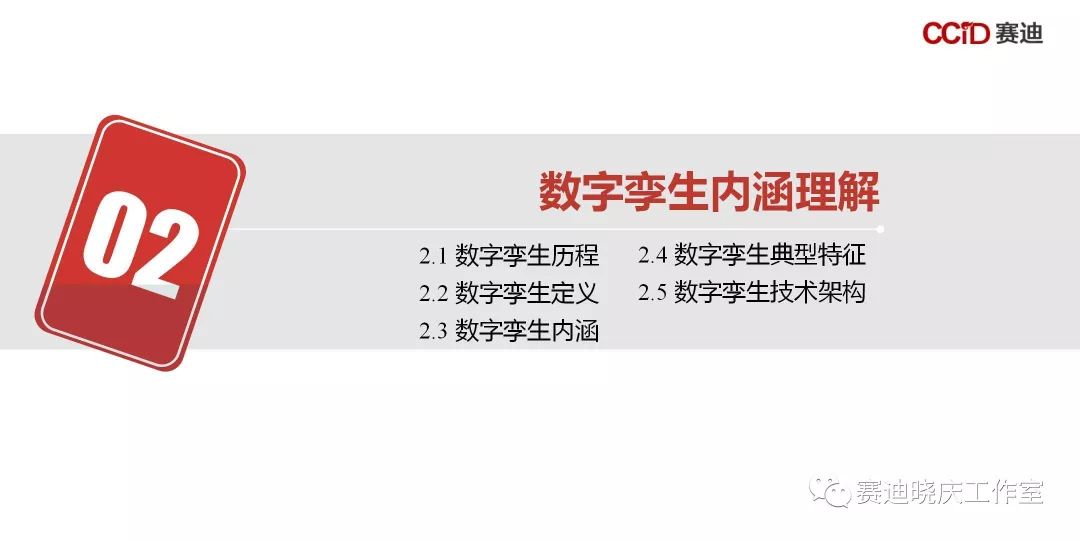 CCID 赛迪
02
数字孪生内涵理解
2.1 数字孪生历程
2.2 数字孪生定义
2.3 数字孪生内涵
2.4 数字孪生典型特征
2.5 数字孪生技术架构
赛迪晓庆工作室